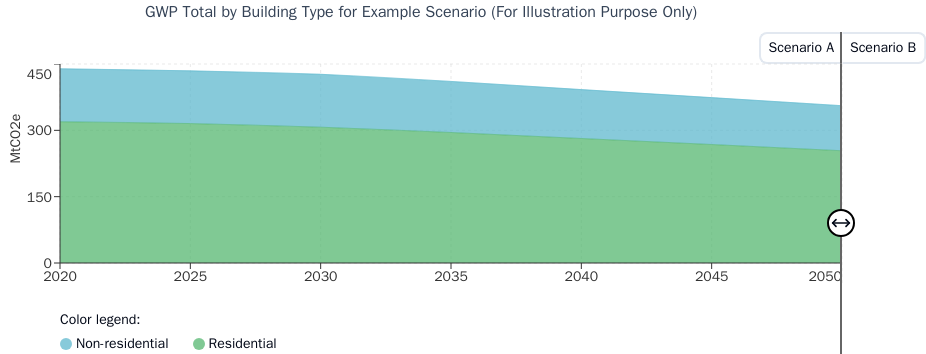 GWP Total by Building Type for Example Scenario (For Illustration Purpose Only)
Scenario A Scenario B
MtCO2e
450
300
150
0
2020 2025 2030 2035 2040 2045 2050
Color legend:
Non-residential Residential